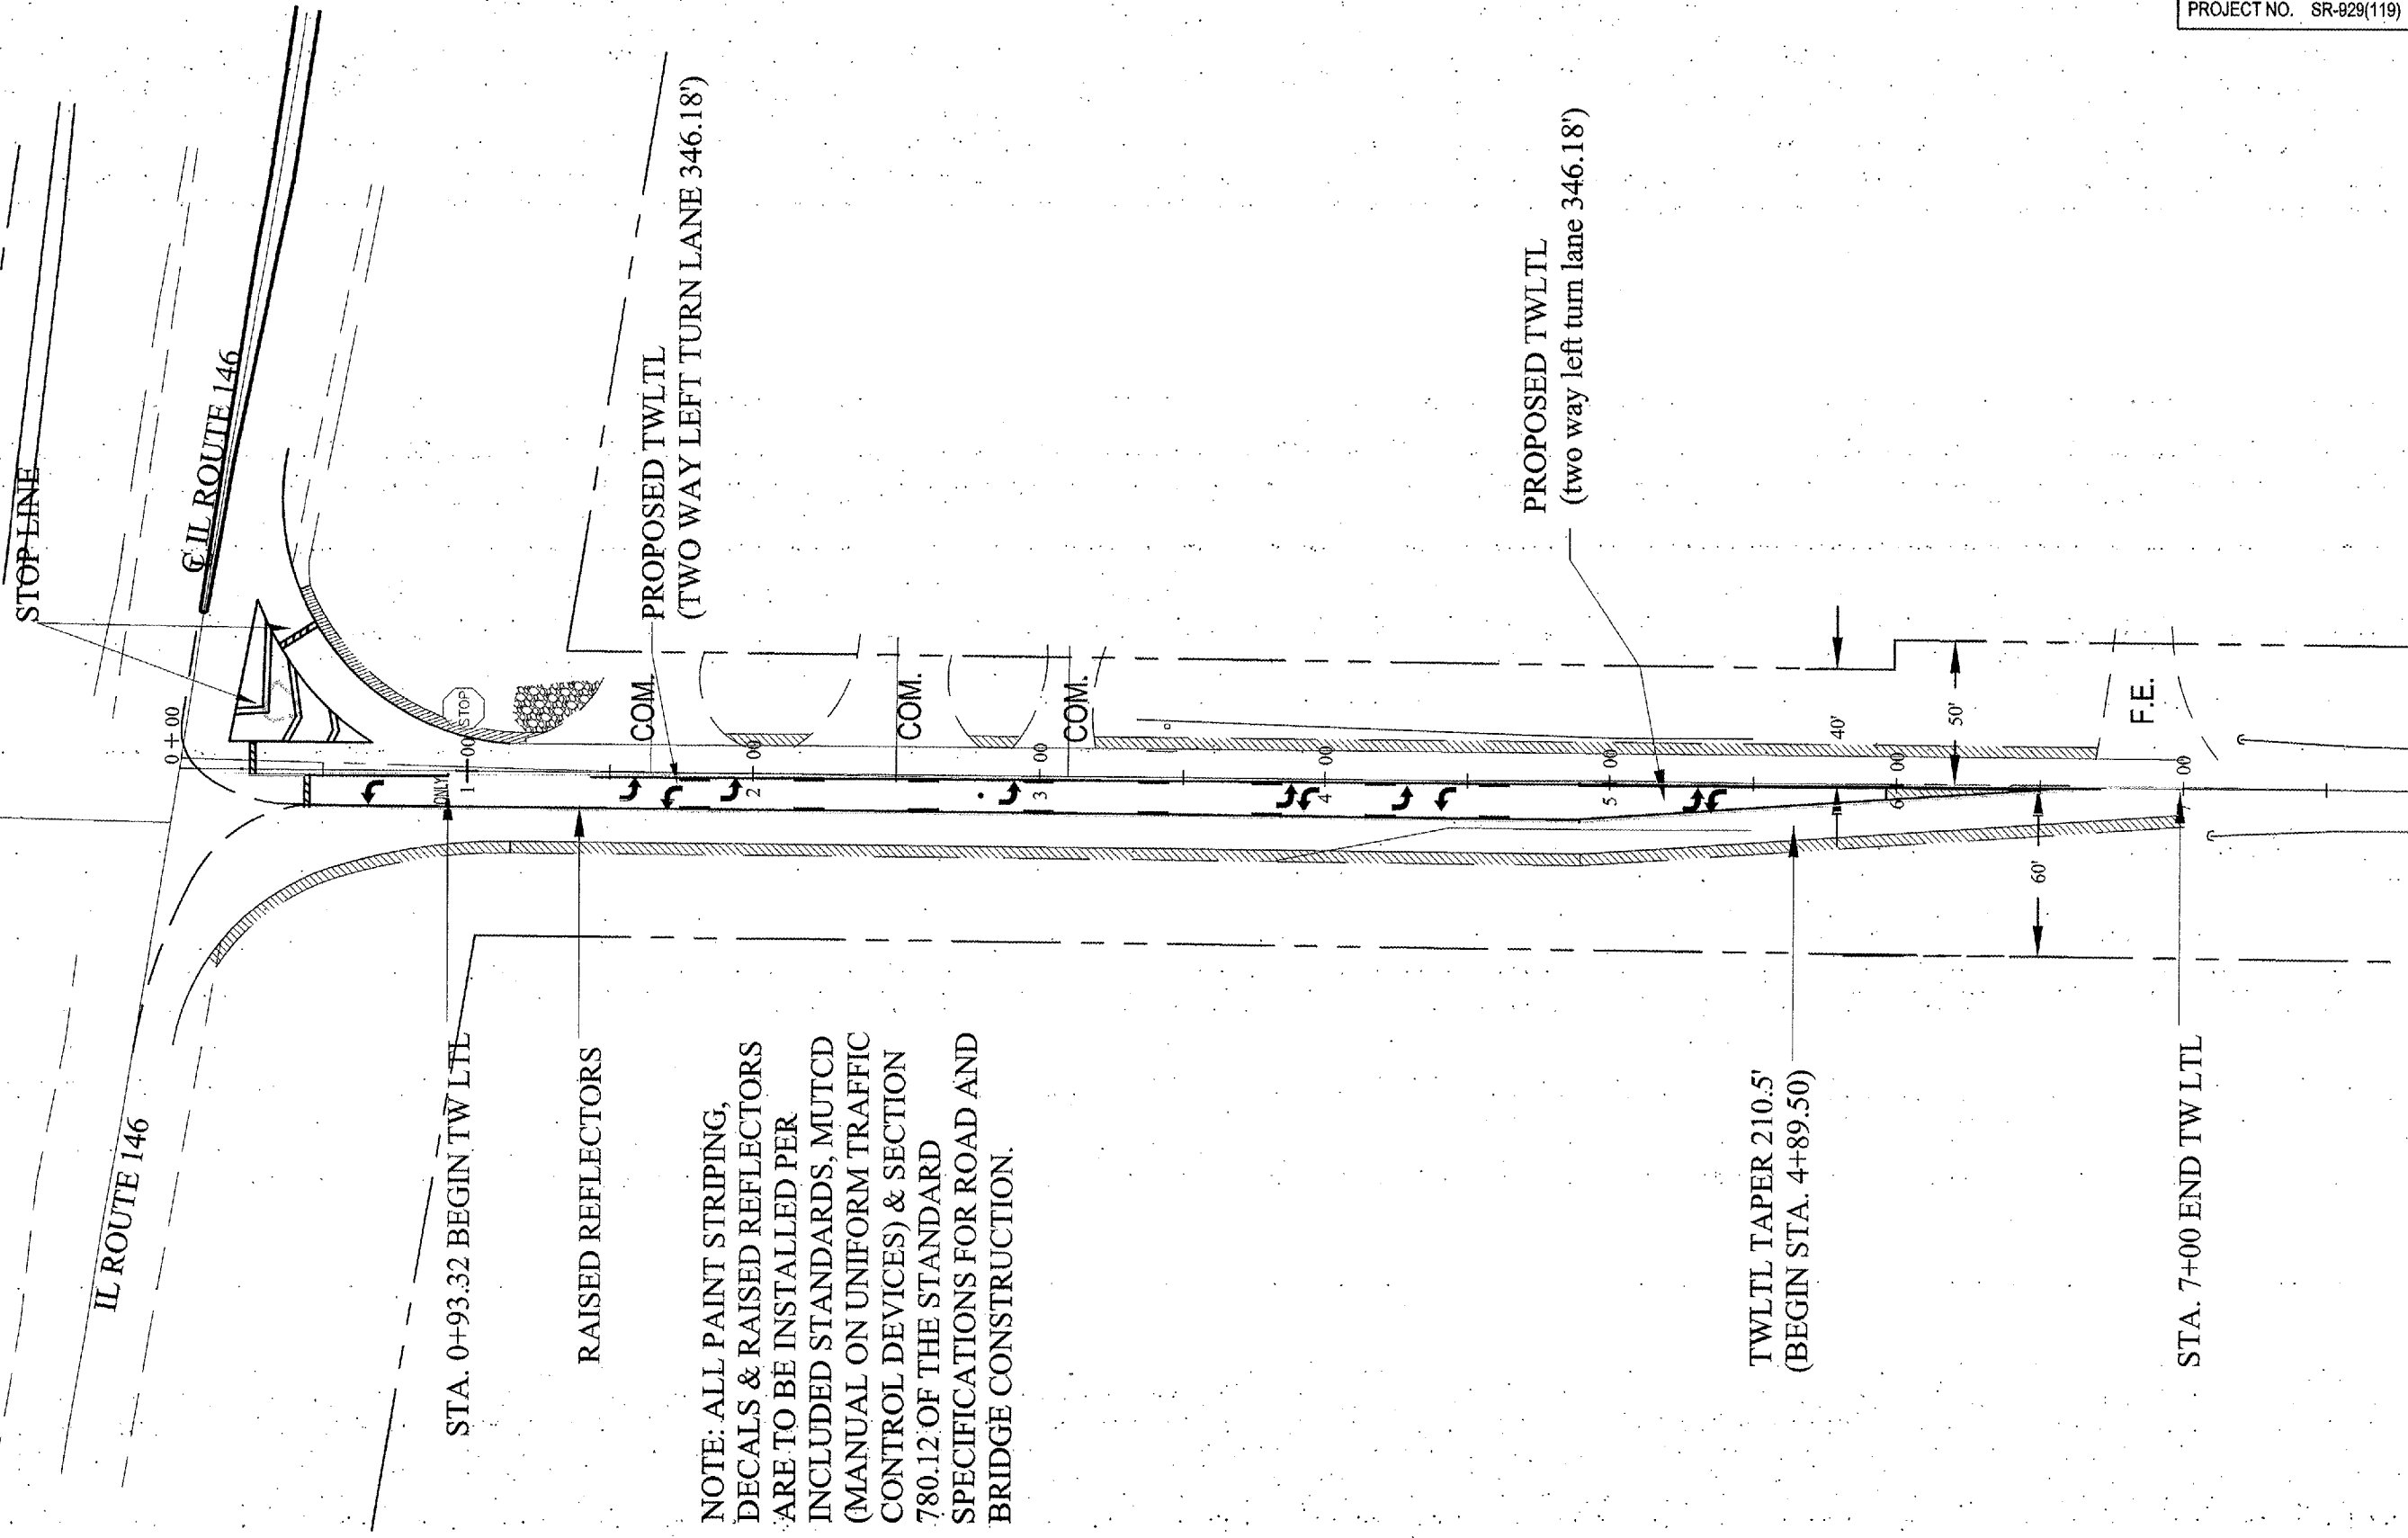 PROJECT NO. SR-929(119)
STOP LINE
℄ IL ROUTE 146
IL ROUTE 146
0+00
STOP
ONLY
1 00
2 00
3 00
4 00
5 00
6 00
7 00
COM.
COM.
COM.
F.E.
40'
50'
60'
PROPOSED TWLTL
(TWO WAY LEFT TURN LANE 346.18')
PROPOSED TWLTL
(two way left turn lane 346.18')
STA. 0+93.32 BEGIN TW LTL
RAISED REFLECTORS
NOTE: ALL PAINT STRIPING,
DECALS & RAISED REFLECTORS
ARE TO BE INSTALLED PER
INCLUDED STANDARDS, MUTCD
(MANUAL ON UNIFORM TRAFFIC
CONTROL DEVICES) & SECTION
780.12 OF THE STANDARD
SPECIFICATIONS FOR ROAD AND
BRIDGE CONSTRUCTION.
TWLTL TAPER 210.5'
(BEGIN STA. 4+89.50)
STA. 7+00 END TW LTL